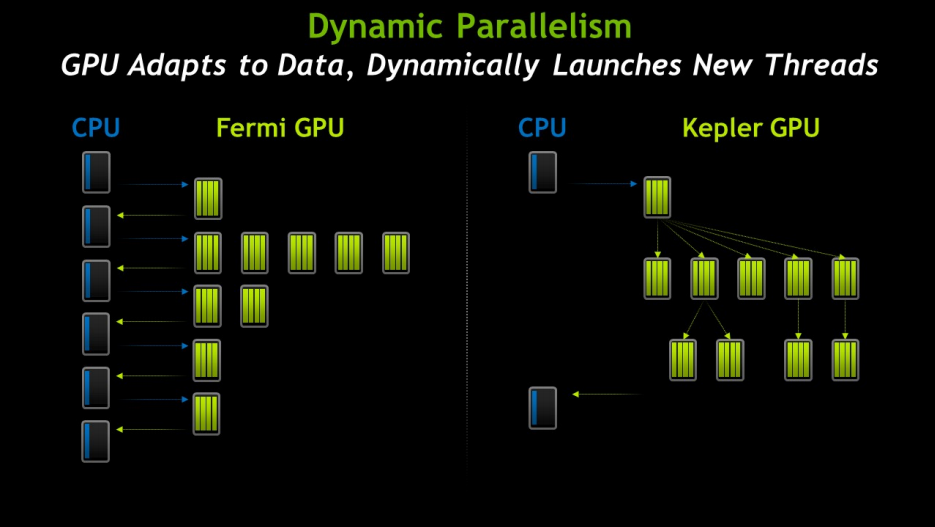 Dynamic Parallelism
GPU Adapts to Data, Dynamically Launches New Threads
CPU
Fermi GPU
CPU
Kepler GPU